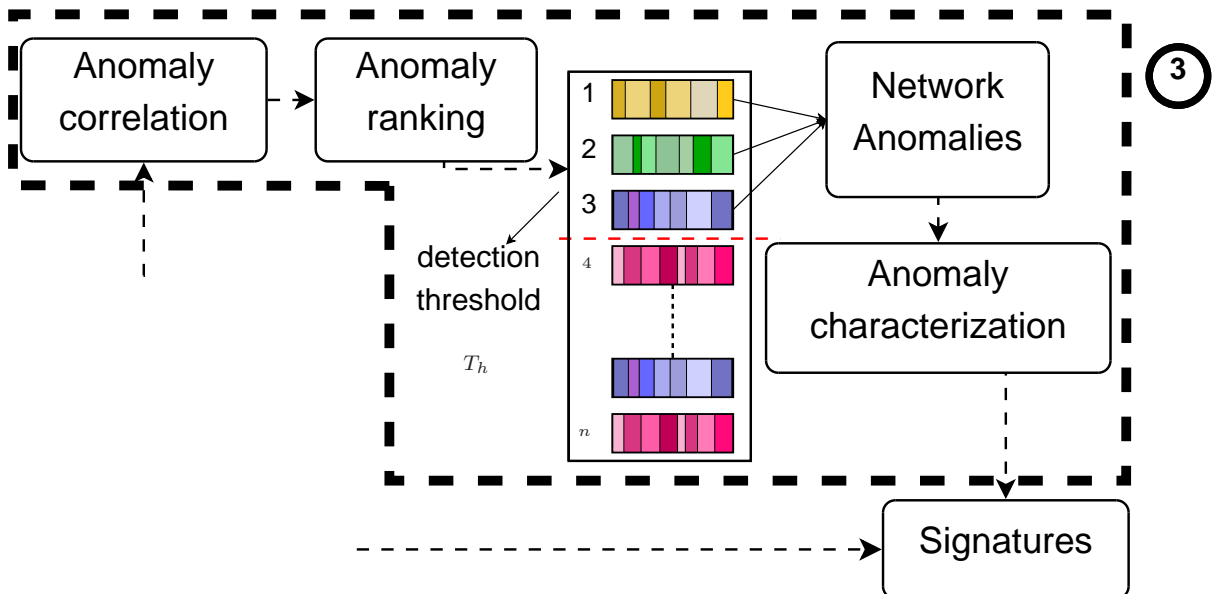 Anomaly
correlation
Anomaly
ranking
1
2
3
4
n
detection
threshold
T_h
Network
Anomalies
Anomaly
characterization
Signatures
3